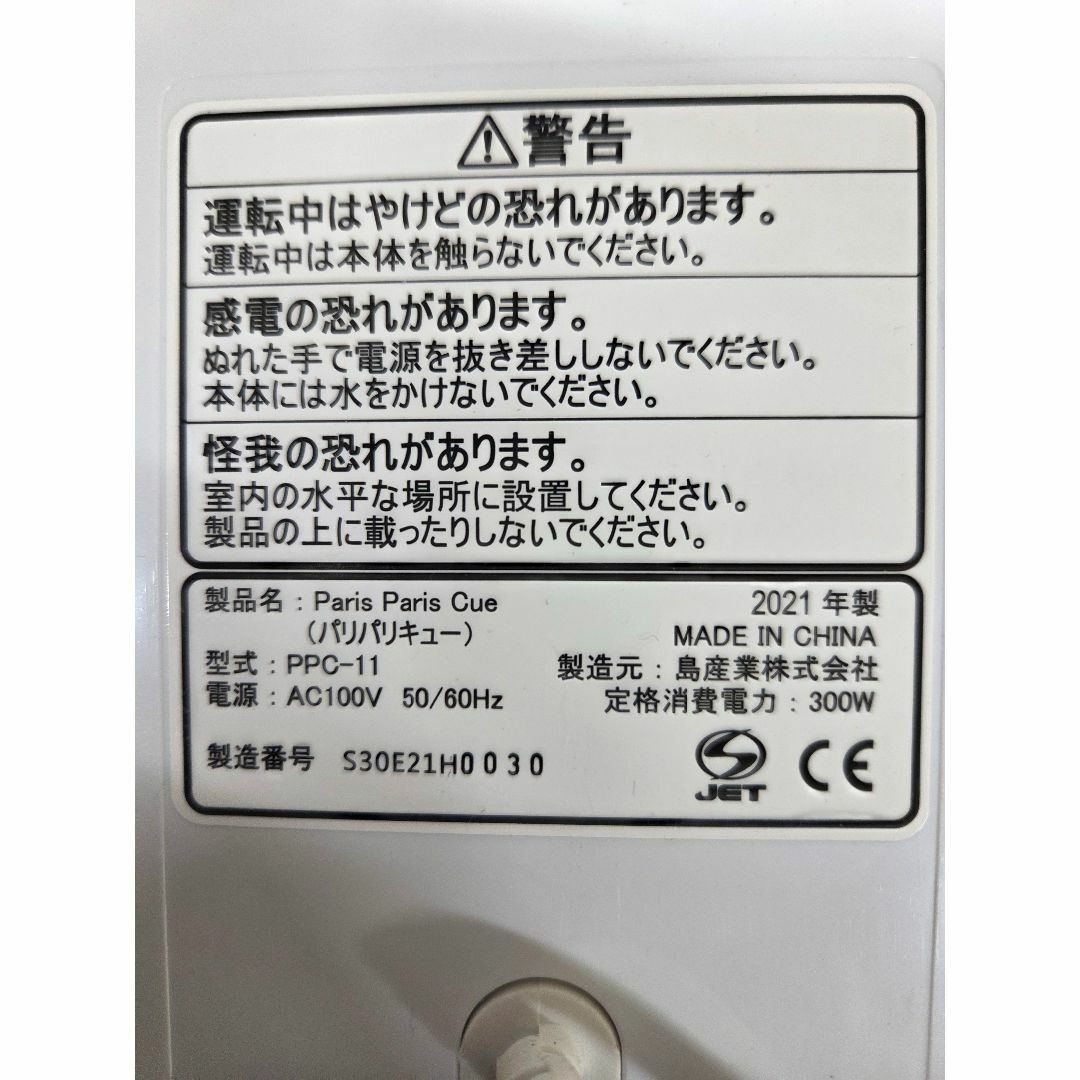 ⚠警告
運転中はやけどの恐れがあります。
運転中は本体を触らないでください。
感電の恐れがあります。
ぬれた手で電源を抜き差ししないでください。
本体には水をかけないでください。
怪我の恐れがあります。
室内の水平な場所に設置してください。
製品の上に載ったりしないでください。
製品名：Paris Paris Cue
（パリパリキュー）
型式：PPC-11
電源：AC100V 50/60Hz
製造番号 S30E21H0030
2021 年製
MADE IN CHINA
製造元：島産業株式会社
定格消費電力：300W
JET CE